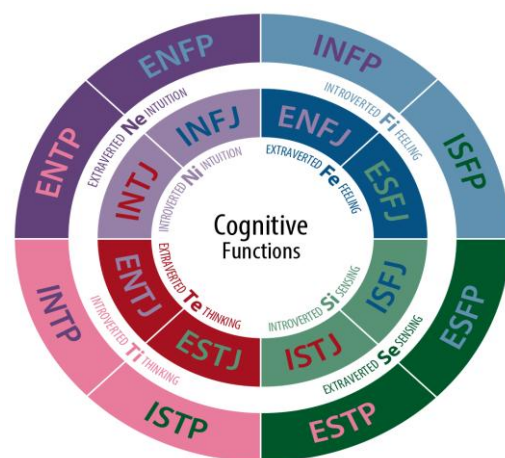 ENFP
INFP
ENTP
EXTRAVERTED Ne INTUITION
INTRODUCED Fi FEELING
ISFP
INFJ
ENFJ
INTJ
INTROVERTED Ni INTUITION
EXTRAVERTED Fe FEELING
ESFJ
Cognitive
Functions
ENTJ
EXTRAVERTED Te THINKING
INTROVERTED Si SENSING
ISFJ
ESTJ
ISTJ
INTP
INTROVERTED Ti THINKING
EXTRAVERTED Se SENSING
ESFP
ISTP
ESTP